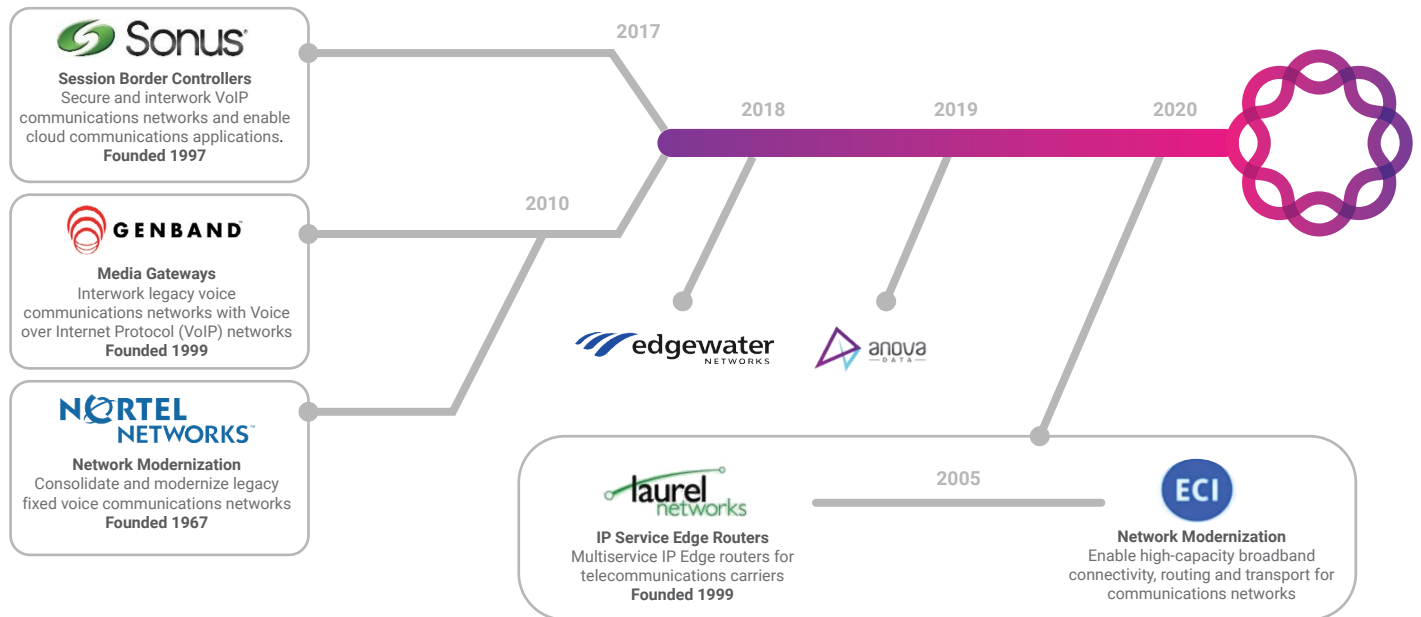 Sonus
Session Border Controllers
Secure and interwork VoIP
communications networks and enable
cloud communications applications.
Founded 1997
GENBAND™
Media Gateways
Interwork legacy voice
communications networks with Voice
over Internet Protocol (VoIP) networks
Founded 1999
NORTEL
NETWORKS™
Network Modernization
Consolidate and modernize legacy
fixed voice communications networks
Founded 1967
2017
2010
2018
2019
2020
edgewater
NETWORKS
anova
DATA
laurel
networks
IP Service Edge Routers
Multiservice IP Edge routers for
telecommunications carriers
Founded 1999
2005
ECI
Network Modernization
Enable high-capacity broadband
connectivity, routing and transport for
communications networks